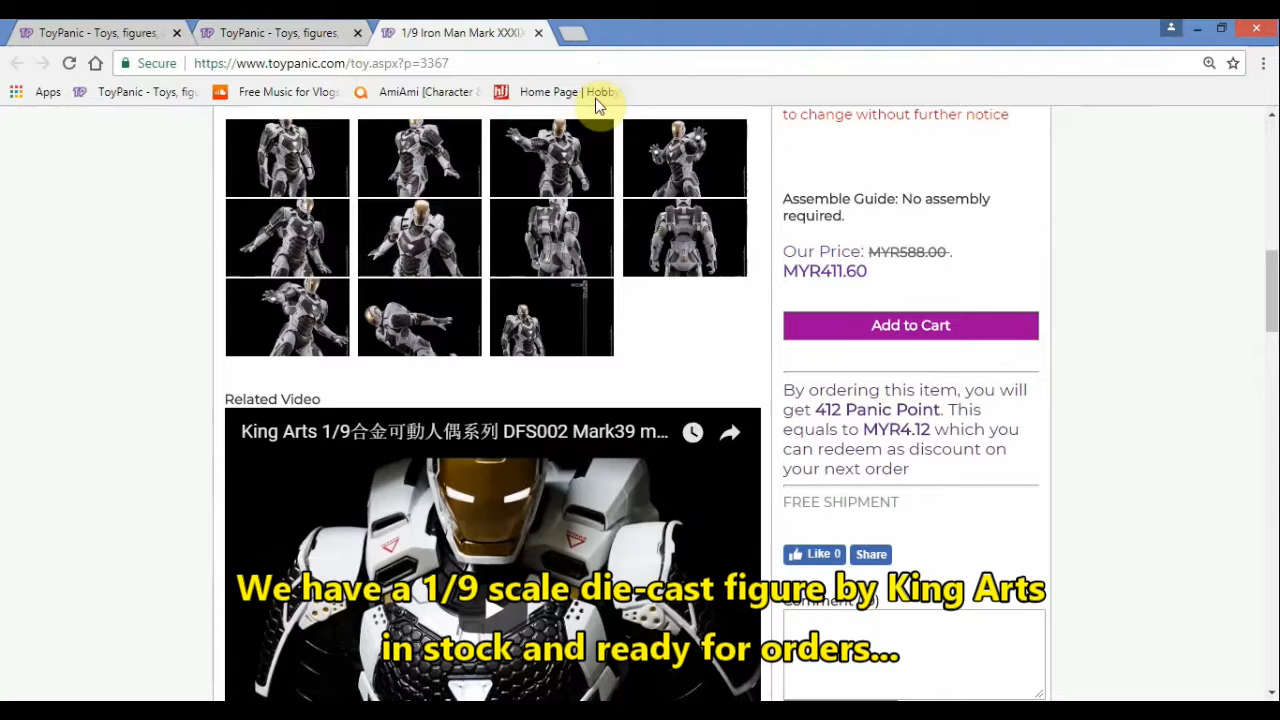 ToyPanic - Toys, figures,
ToyPanic - Toys, figures,
1/9 Iron Man Mark XXXIX
Secure
https://www.toypanic.com/toy.aspx?p=3367
Apps
ToyPanic - Toys, figu
Free Music for Vlogs
AmiAmi [Character &
Home Page | Hobby
to change without further notice
Assemble Guide: No assembly
required.
Our Price: MYR588.00 .
MYR411.60
Add to Cart
By ordering this item, you will
get 412 Panic Point. This
equals to MYR4.12 which you
can redeem as discount on
your next order
FREE SHIPMENT
Like 0
Share
Related Video
King Arts 1/9合金可動人偶系列 DFS002 Mark39 m...
We have a 1/9 scale die-cast figure by King Arts
in stock and ready for orders...